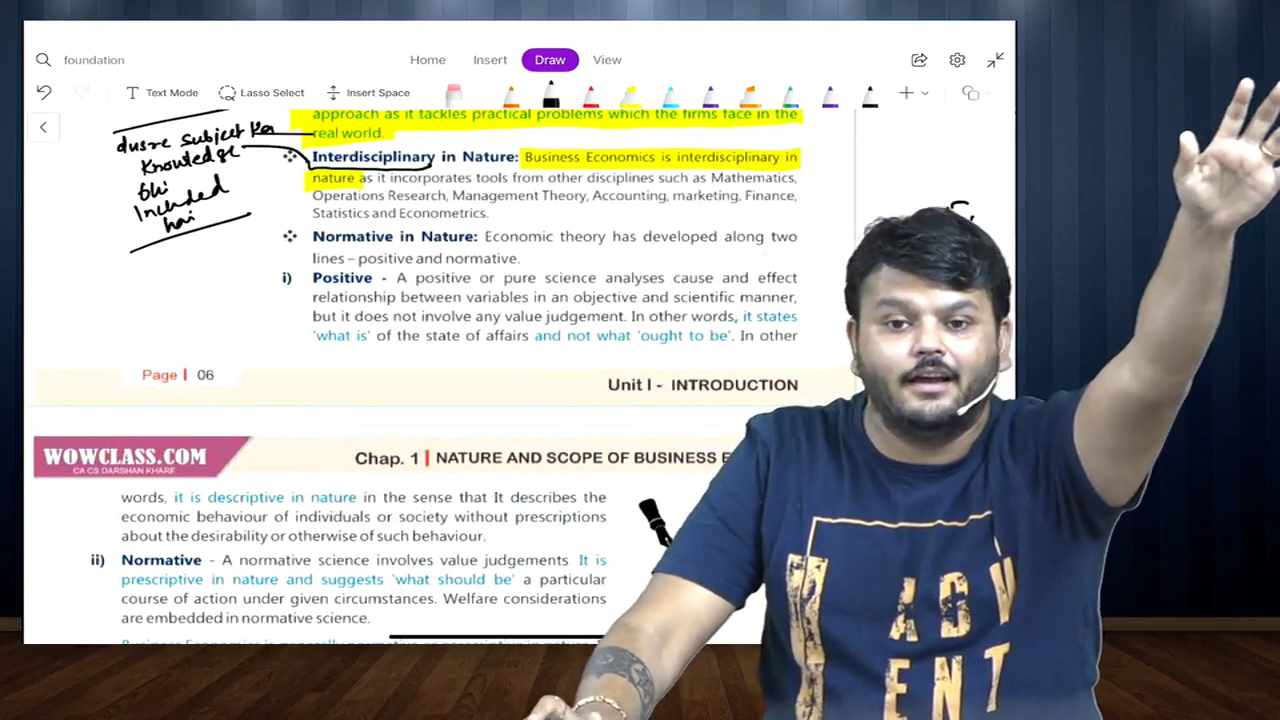 foundation
Home Insert Draw View
Text Mode Lasso Select Insert Space
approach as it tackles practical problems which the firms face in the
real world.
dusre subject ka
knowledge
bhi
Included
hai
❖ Interdisciplinary in Nature: Business Economics is interdisciplinary in
nature as it incorporates tools from other disciplines such as Mathematics,
Operations Research, Management Theory, Accounting, marketing, Finance,
Statistics and Econometrics.
❖ Normative in Nature: Economic theory has developed along two
lines – positive and normative.
i) Positive - A positive or pure science analyses cause and effect
relationship between variables in an objective and scientific manner,
but it does not involve any value judgement. In other words, it states
'what is' of the state of affairs and not what 'ought to be'. In other
Page | 06
Unit I - INTRODUCTION
WOWCLASS.COM
CA CS DARSHAN KHARE
Chap. 1 | NATURE AND SCOPE OF BUSINESS
words, it is descriptive in nature in the sense that It describes the
economic behaviour of individuals or society without prescriptions
about the desirability or otherwise of such behaviour.
ii) Normative - A normative science involves value judgements. It is
prescriptive in nature and suggests 'what should be' a particular
course of action under given circumstances. Welfare considerations
are embedded in normative science.
Business Economics is generally normative or prescriptive in nature.